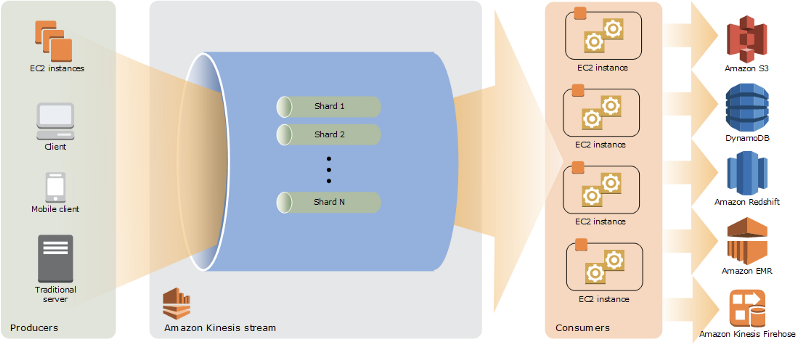 EC2 instances
Client
Mobile client
Traditional
server
Producers
Shard 1
Shard 2
Shard N
Amazon Kinesis stream
EC2 instance
EC2 instance
EC2 instance
EC2 instance
Consumers
Amazon S3
DynamoDB
Amazon Redshift
Amazon EMR
Amazon Kinesis Firehose